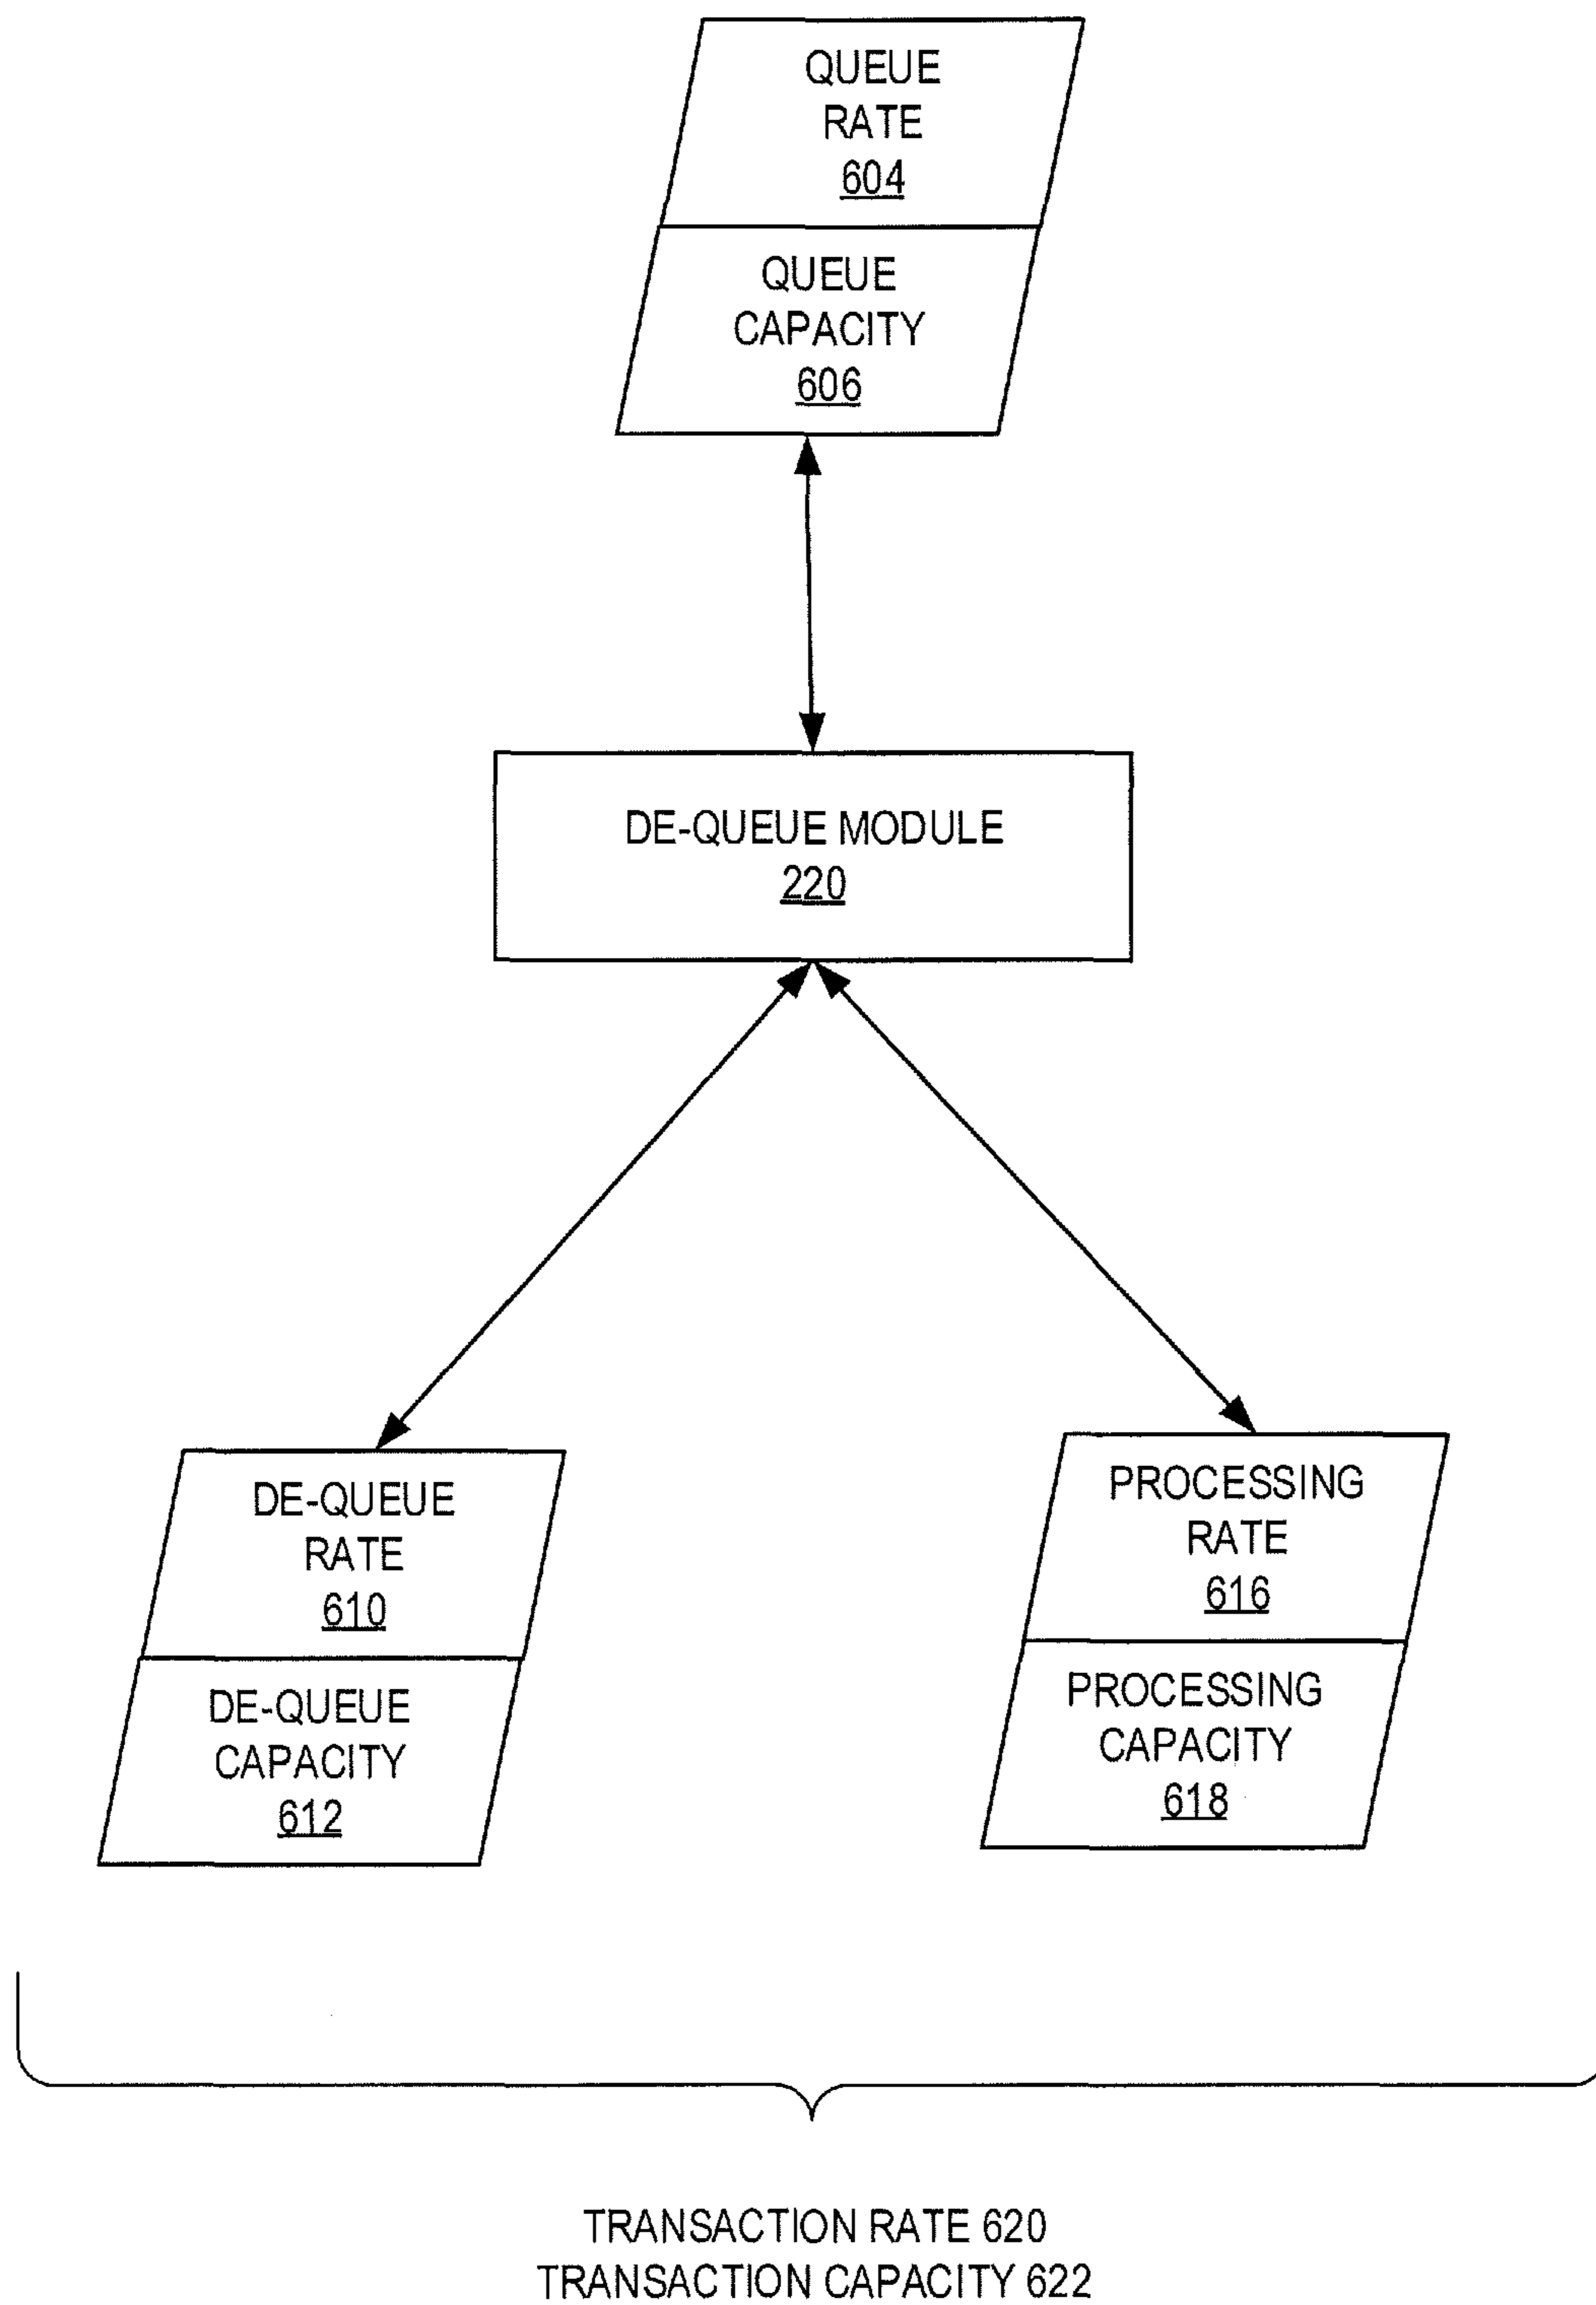 QUEUE
RATE
604
QUEUE
CAPACITY
606
DE-QUEUE MODULE
220
DE-QUEUE
RATE
610
DE-QUEUE
CAPACITY
612
PROCESSING
RATE
616
PROCESSING
CAPACITY
618
TRANSACTION RATE 620
TRANSACTION CAPACITY 622